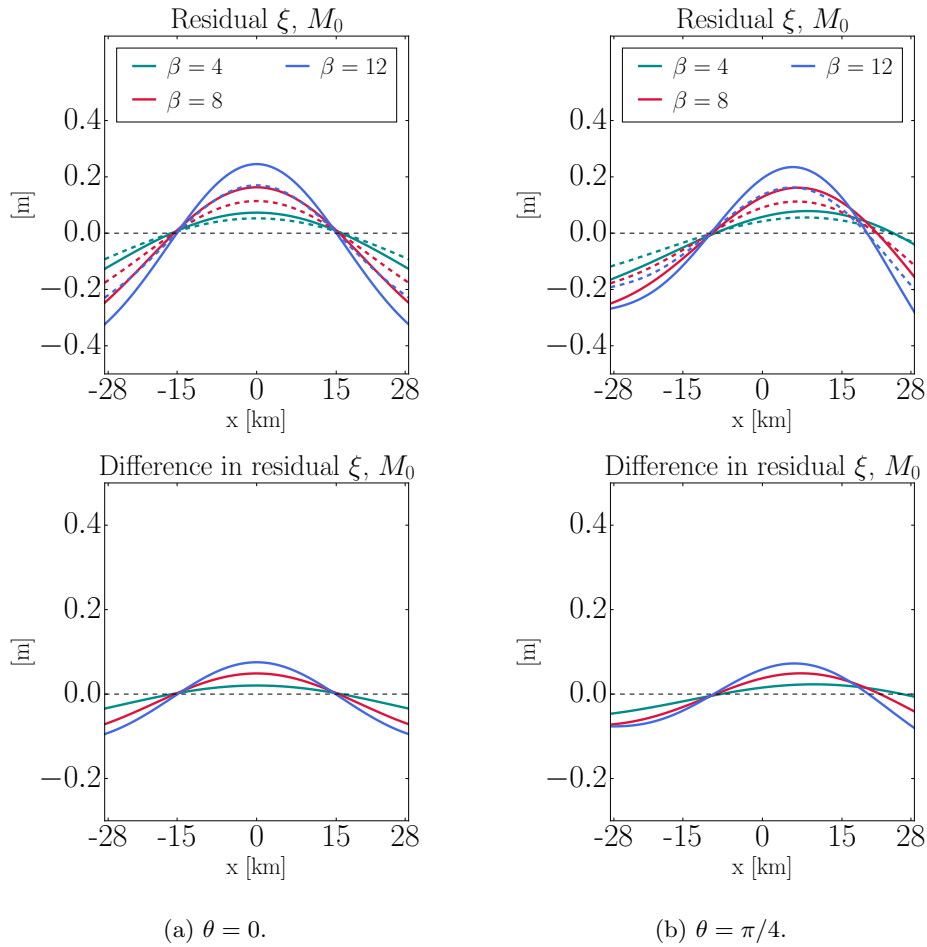 Residual ξ, M₀
β = 4
β = 12
β = 8
0.4
0.2
0.0
−0.2
−0.4
[m]
-28
-15
0
15
28
x [km]
Residual ξ, M₀
β = 4
β = 12
β = 8
0.4
0.2
0.0
−0.2
−0.4
[m]
-28
0
15
28
x [km]
Difference in residual ξ, M₀
0.4
0.2
0.0
−0.2
[m]
-28
-15
0
15
28
x [km]
Difference in residual ξ, M₀
0.4
0.2
0.0
−0.2
[m]
-28
0
15
28
x [km]
(a) θ = 0.
(b) θ = π/4.